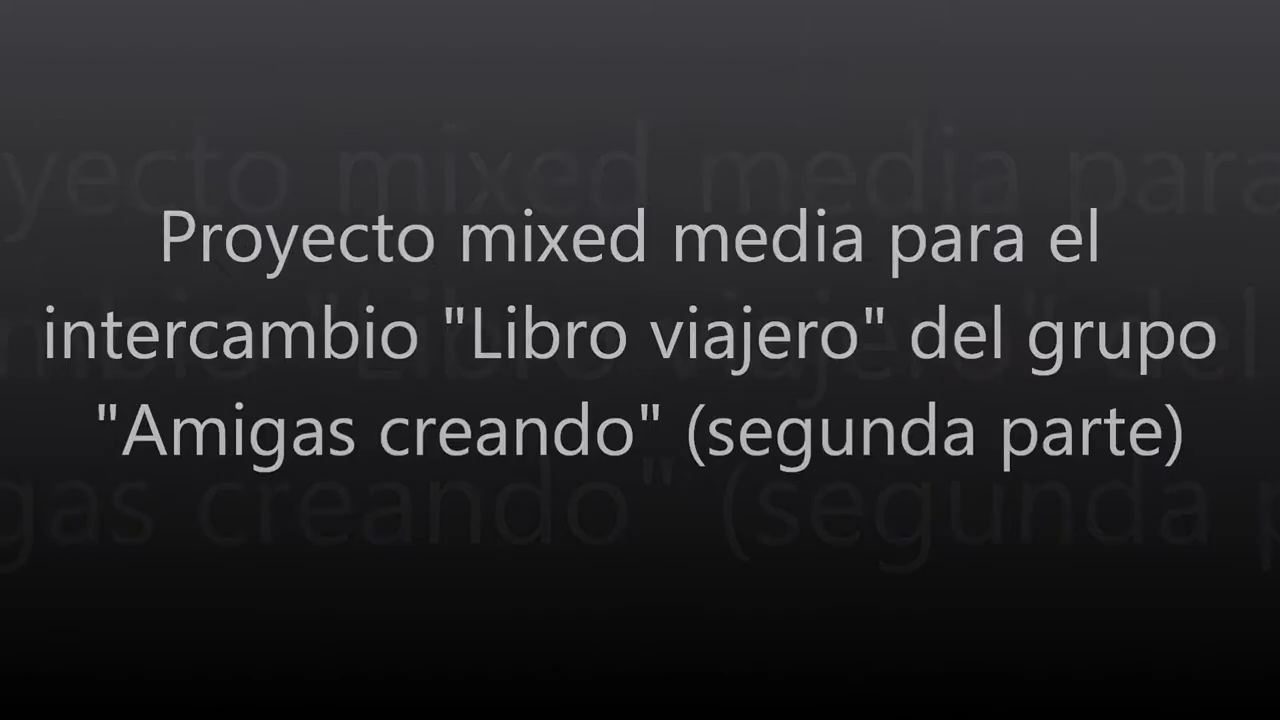 Proyecto mixed media para el
intercambio "Libro viajero" del grupo
"Amigas creando" (segunda parte)